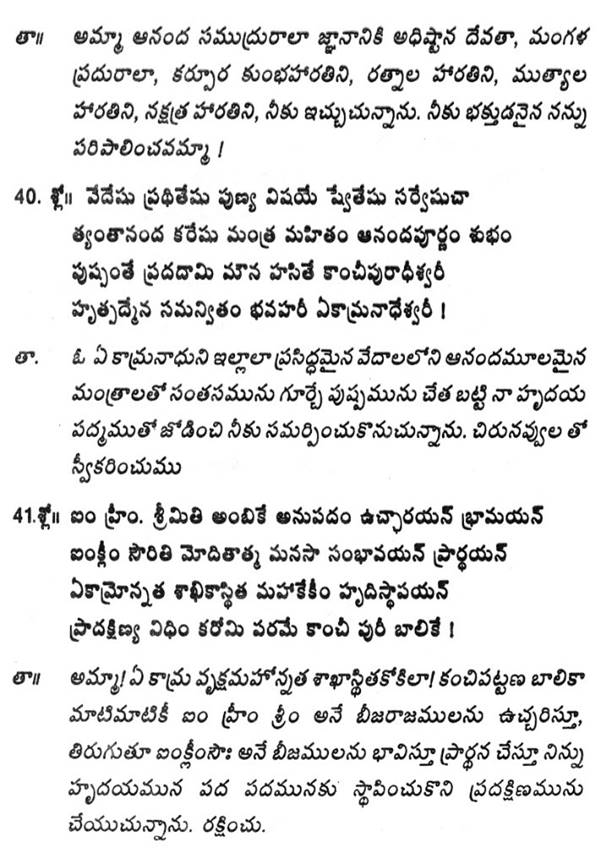 తా॥ అమ్మా ఆనంద సముద్రురాలా జ్ఞానానికి అధిష్టాన దేవతా, మంగళ
ప్రదురాలా, కర్పూర కుంభహారతిని, రత్నాల హారతిని, ముత్యాల
హారతిని, నక్షత్ర హారతిని, నీకు ఇచ్చుచున్నాను. నీకు భక్తుడనైన నన్ను
పరిపాలించవమ్మా !
40. శ్లో॥ వేదేషు ప్రథితేషు పుణ్య విషయే ష్వేతేషు సర్వేషుచా
త్యంతానంద కరేషు మంత్ర మహితం ఆనందపూర్ణం శుభం
పుష్పంతే ప్రదదామి మౌన హసితే కాంచీపురాధీశ్వరీ
హృత్పద్మేన సమన్వితం భవహరీ ఏకామ్రనాధేశ్వరీ !
తా. ఓ ఏ కామ్రనాధుని ఇల్లాలా ప్రసిద్ధమైన వేదాలలోని ఆనందమూలమైన
మంత్రాలతో సంతసమును గూర్చే పుష్పమును చేత బట్టి నా హృదయ
పద్మముతో జోడించి నీకు సమర్పించుకొనుచున్నాను. చిరునవ్వుల తో
స్వీకరించుము
41.శ్లో॥ ఐం హ్రీం. శ్రీమితి అంబికే అనుపదం ఉచ్ఛారయన్ భ్రామయన్
ఐంక్లీం సౌరితి మోదితాత్మ మనసా సంభావయన్ ప్రార్థయన్
ఏకామ్రోన్నత శాఖికాస్థిత మహాకేకీం హృదిస్థాపయన్
ప్రాదక్షిణ్య విధిం కరోమి పరమే కాంచీ పురీ బాలికే !
తా॥ అమ్మా! ఏ కామ్ర వృక్షమహోన్నత శాఖాస్థితకోకిలా! కంచిపట్టణ బాలికా
మాటిమాటికీ ఐం హ్రీం శ్రీం అనే బీజరాజములను ఉచ్చరిస్తూ,
తిరుగుతూ ఐంక్లీంసౌః అనే బీజములను భావిస్తూ ప్రార్థన చేస్తూ నిన్ను
హృదయమున పద పదమునకు స్థాపించుకొని ప్రదక్షిణమును
చేయుచున్నాను. రక్షించు.